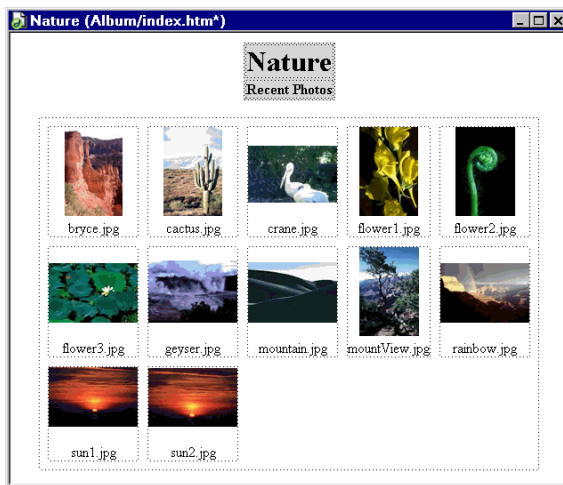 Nature (Album/index.htm*)
Nature
Recent Photos
bryce.jpg
cactus.jpg
crane.jpg
flower1.jpg
flower2.jpg
flower3.jpg
geyser.jpg
mountain.jpg
mountView.jpg
rainbow.jpg
sun1.jpg
sun2.jpg